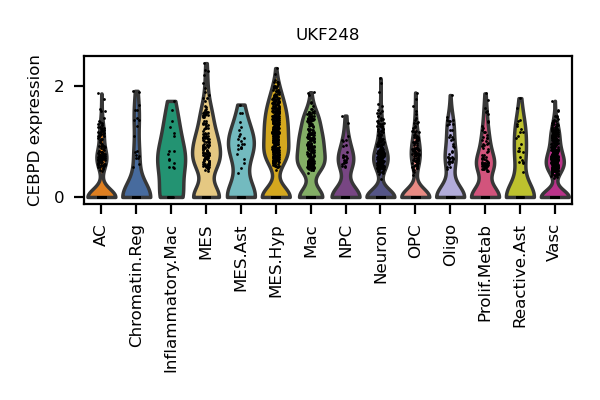 UKF248
CEBPD expression
2
0
AC
Chromatin.Reg
Inflammatory.Mac
MES
MES.Ast
MES.Hyp
Mac
NPC
Neuron
OPC
Oligo
Prolif.Metab
Reactive.Ast
Vasc